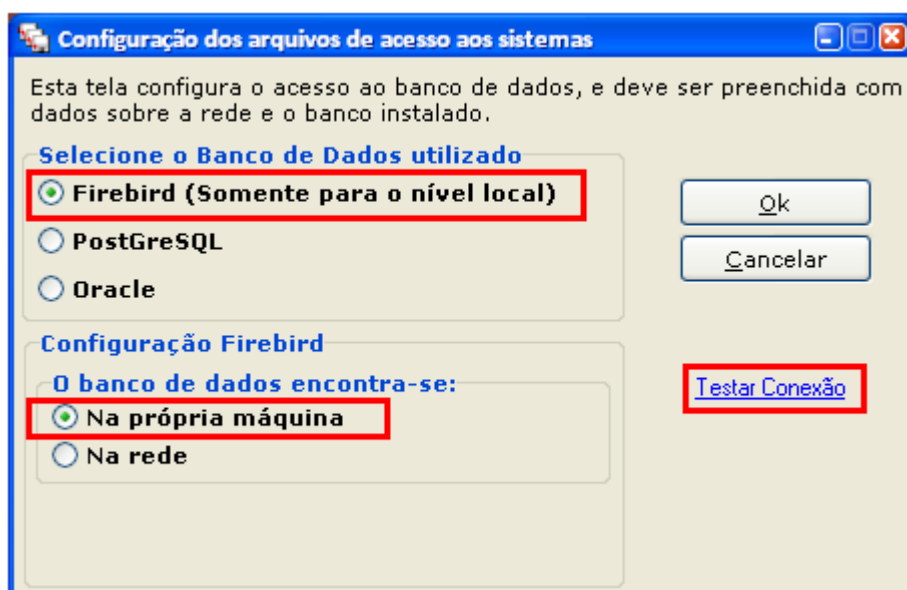 Configuração dos arquivos de acesso aos sistemas
Esta tela configura o acesso ao banco de dados, e deve ser preenchida com
dados sobre a rede e o banco instalado.
Selecione o Banco de Dados utilizado
Firebird (Somente para o nível local)
PostGreSQL
Oracle
Ok
Cancelar
Configuração Firebird
O banco de dados encontra-se:
Na própria máquina
Na rede
Testar Conexão